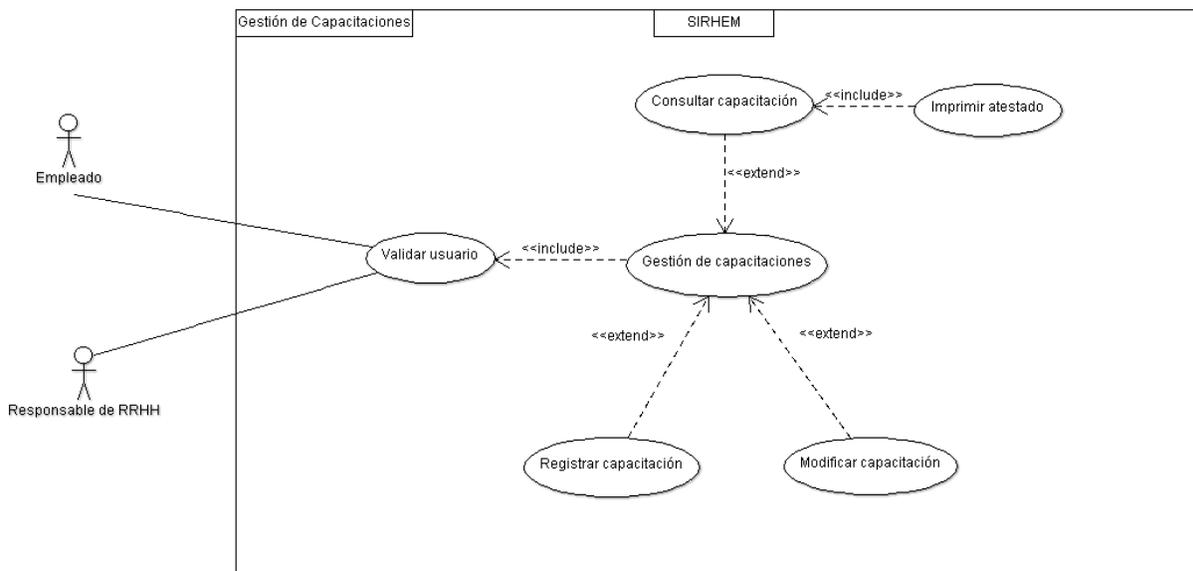 Gestión de Capacitaciones
SIRHEM
Consultar capacitación
<<include>>
Imprimir atestado
Empleado
<<extend>>
Validar usuario
<<include>>
Gestión de capacitaciones
<<extend>>
<<extend>>
Responsable de RRHH
Registrar capacitación
Modificar capacitación